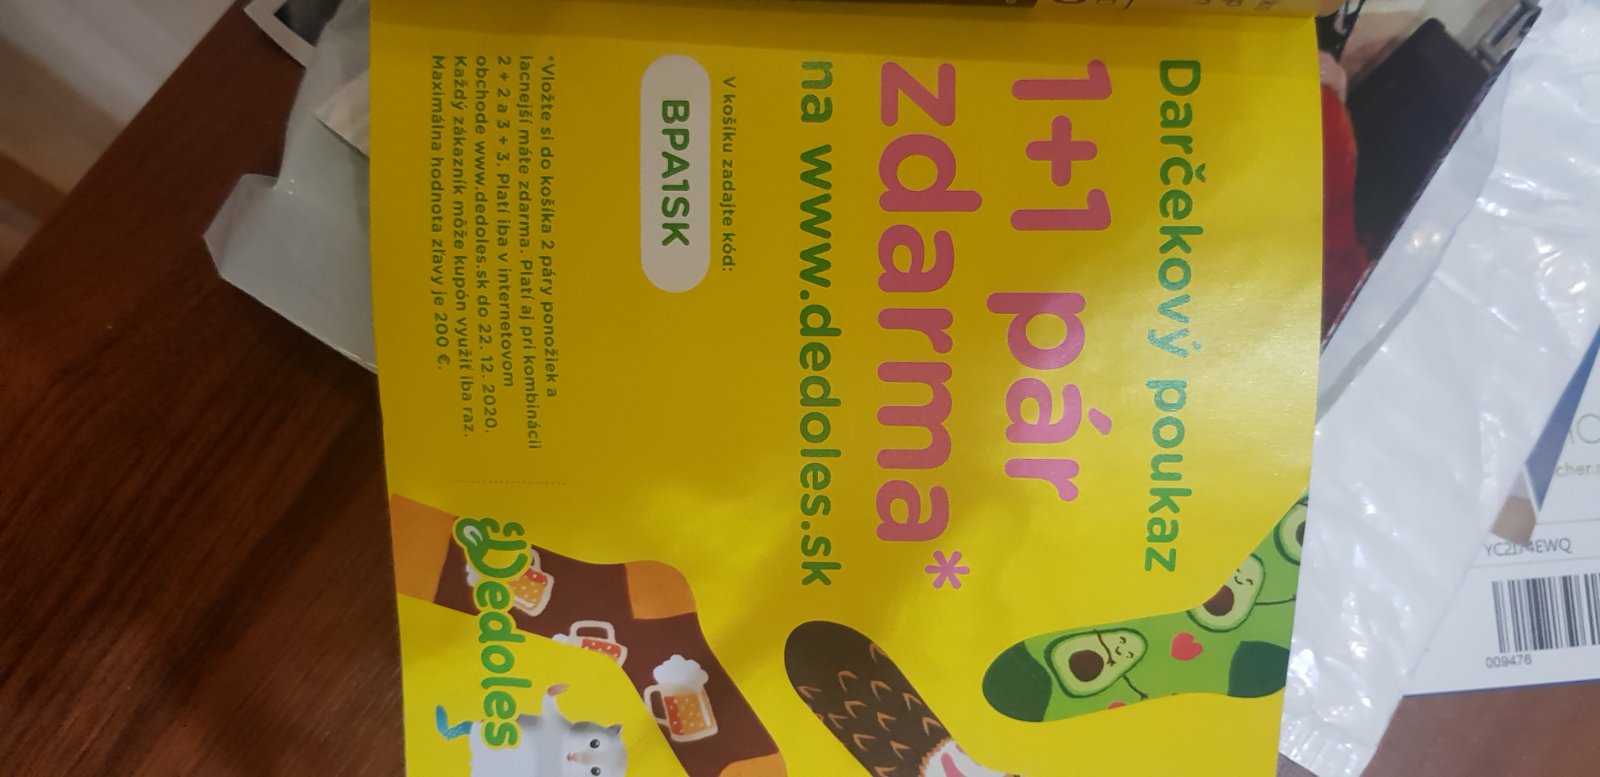 Darčekový poukaz
1+1 pár
zdarma*
na www.dedoles.sk
V košíku zadajte kód:
BPA1SK
*Vložte si do košíka 2 páry ponožiek a
lacnejší máte zdarma. Platí aj pri kombinácii
2 + 2 a 3 + 3. Platí iba v internetovom
obchode www.dedoles.sk do 22. 12. 2020.
Každý zákazník môže kupón využiť iba raz.
Maximálna hodnota zľavy je 200 €.
Dedoles
009476